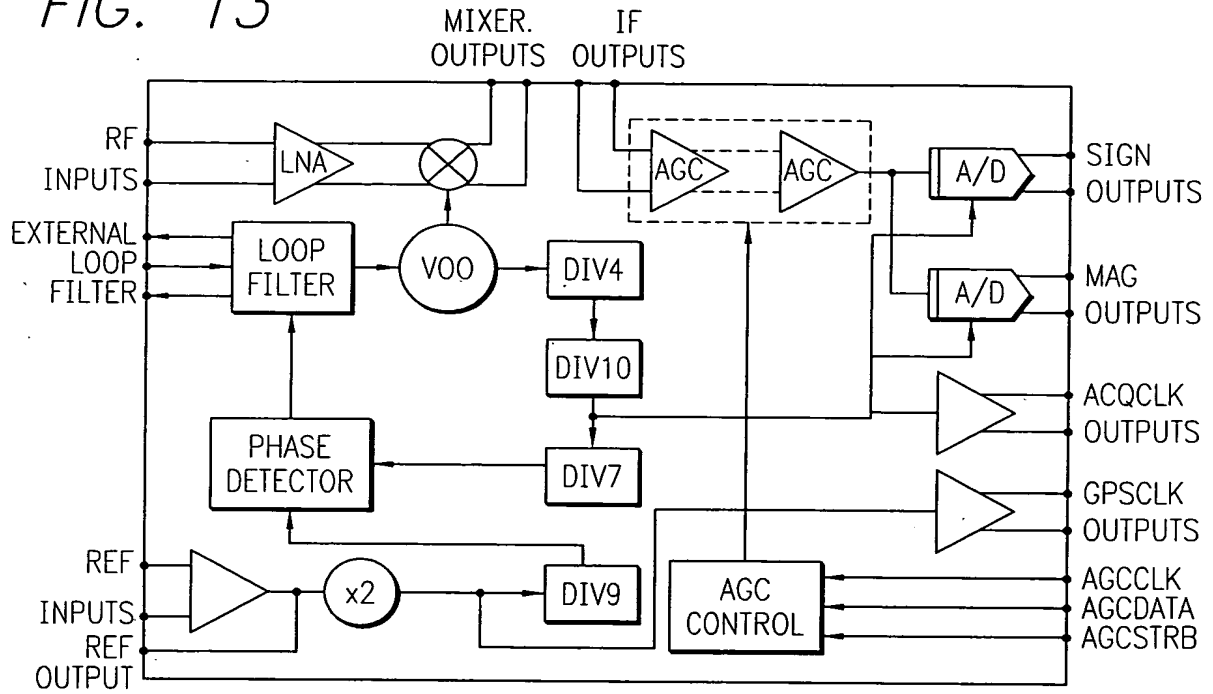 FIG. 13
MIXER.
OUTPUTS
IF
OUTPUTS
RF
INPUTS
LNA
AGC
AGC
A/D
SIGN
OUTPUTS
EXTERNAL
LOOP
FILTER
LOOP
FILTER
VOO
DIV4
A/D
MAG
OUTPUTS
DIV10
ACQCLK
OUTPUTS
PHASE
DETECTOR
DIV7
GPSCLK
OUTPUTS
REF
INPUTS
REF
OUTPUT
x2
DIV9
AGC
CONTROL
AGCCLK
AGCDATA
AGCSTRB